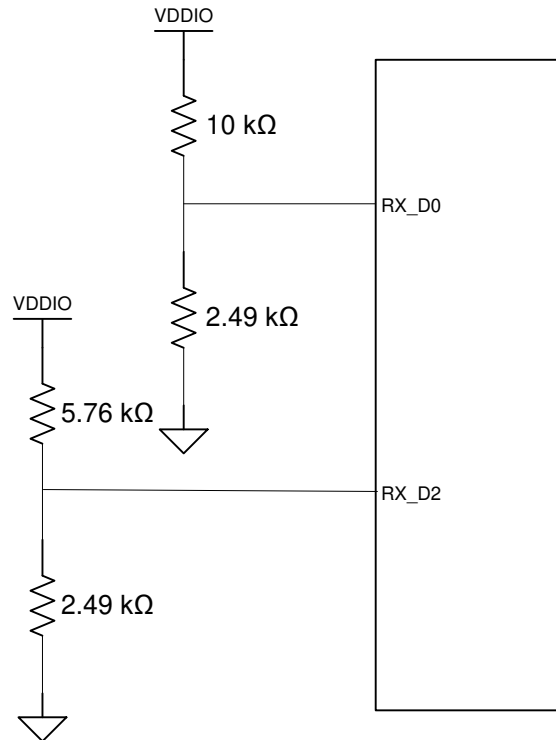 VDDIO
10 kΩ
RX_D0
2.49 kΩ
VDDIO
5.76 kΩ
RX_D2
2.49 kΩ